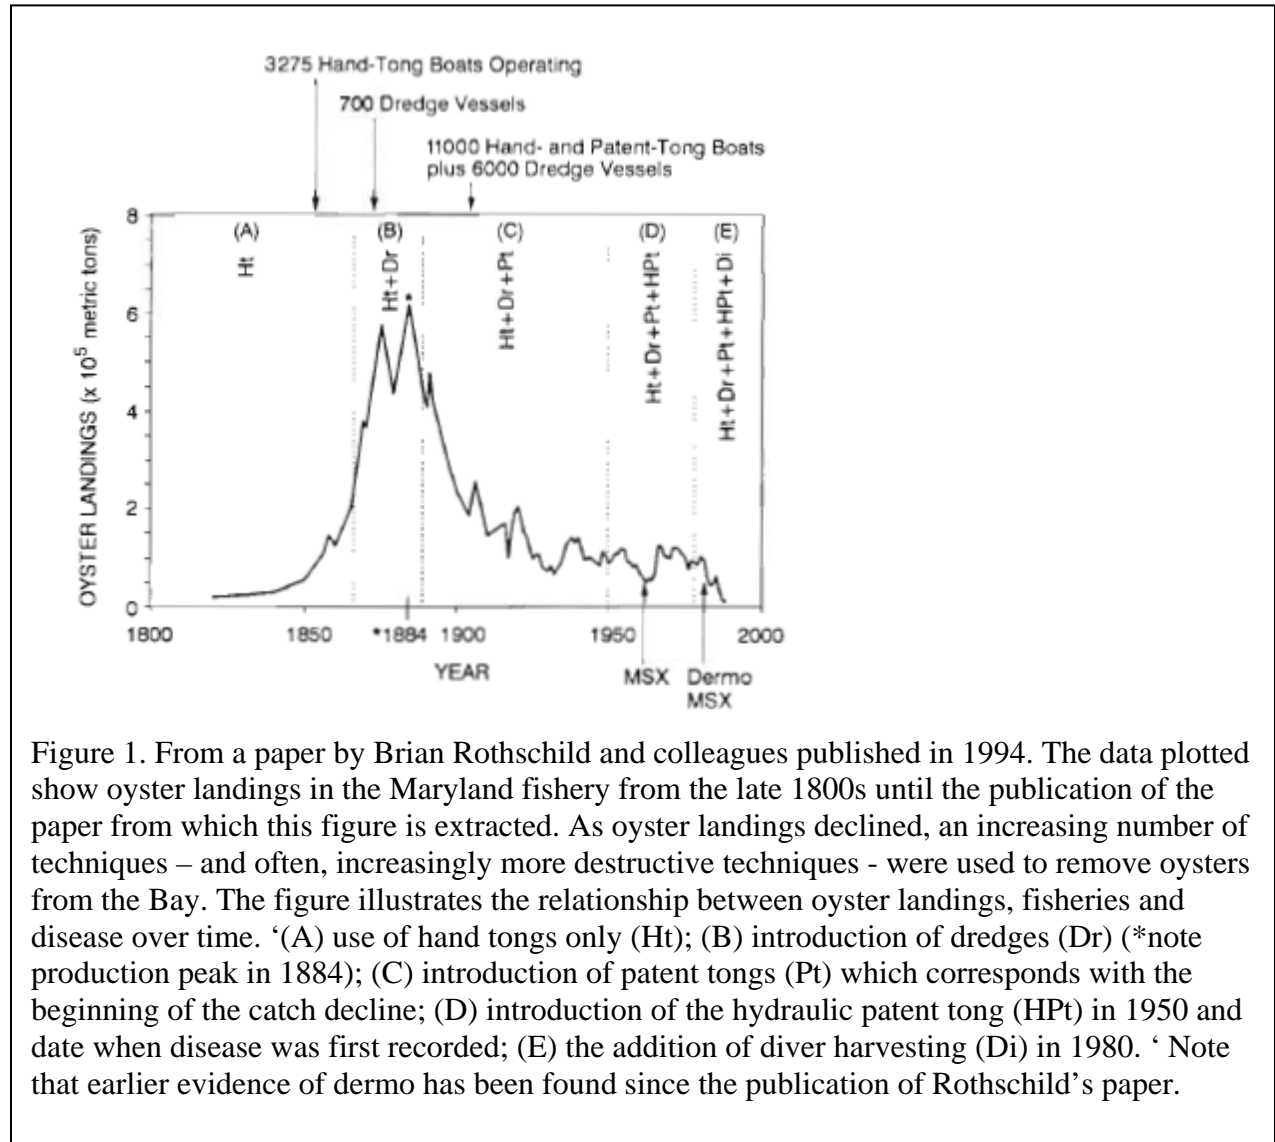 3275 Hand-Tong Boats Operating
700 Dredge Vessels
11000 Hand- and Patent-Tong Boats
plus 6000 Dredge Vessels
8
6
4
2
0
OYSTER LANDINGS (x 10⁵ metric tons)
(A)
Ht
(B)
Ht+Dr
*
(C)
Ht+Dr+Pt
(D)
Ht+Dr+Pt+HPt
(E)
Ht+Dr+Pt+HPt+Di
1800
1850
*1884
1900
1950
2000
YEAR
MSX
Dermo
MSX
Figure 1. From a paper by Brian Rothschild and colleagues published in 1994. The data plotted
show oyster landings in the Maryland fishery from the late 1800s until the publication of the
paper from which this figure is extracted. As oyster landings declined, an increasing number of
techniques – and often, increasingly more destructive techniques - were used to remove oysters
from the Bay. The figure illustrates the relationship between oyster landings, fisheries and
disease over time. ‘(A) use of hand tongs only (Ht); (B) introduction of dredges (Dr) (*note
production peak in 1884); (C) introduction of patent tongs (Pt) which corresponds with the
beginning of the catch decline; (D) introduction of the hydraulic patent tong (HPt) in 1950 and
date when disease was first recorded; (E) the addition of diver harvesting (Di) in 1980. ‘ Note
that earlier evidence of dermo has been found since the publication of Rothschild’s paper.